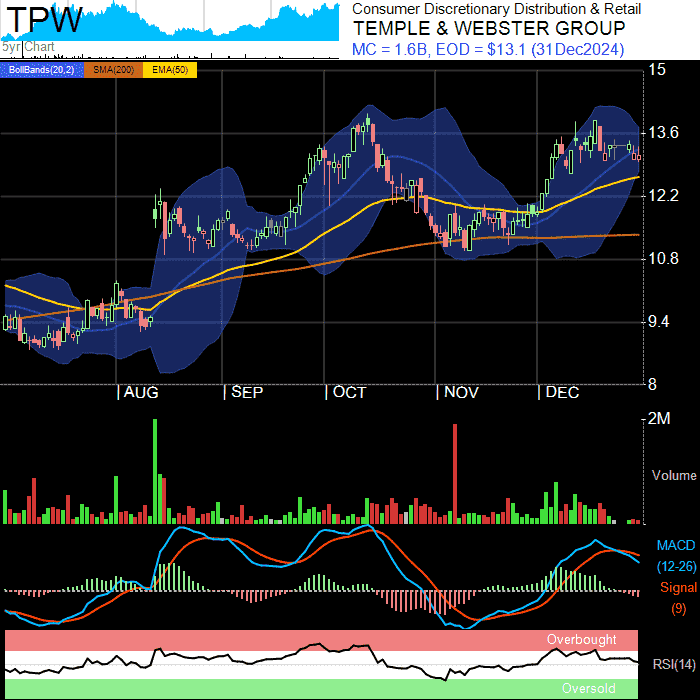 TPW
5yr Chart
Consumer Discretionary Distribution & Retail
TEMPLE & WEBSTER GROUP
MC = 1.6B, EOD = $13.1 (31Dec2024)
BollBands(20,2) SMA(200) EMA(50)
15
13.6
12.2
10.8
9.4
8
AUG SEP OCT NOV DEC
2M
Volume
MACD
(12-26)
Signal
(9)
Overbought
RSI(14)
Oversold